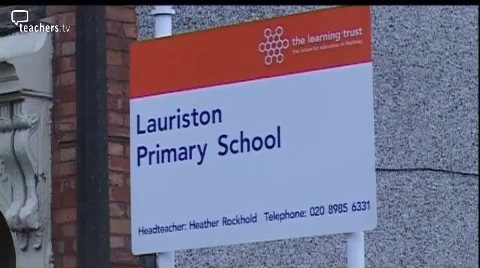 teachers.tv
the learning trust
the future for education in Hackney
Lauriston
Primary School
Headteacher: Heather Rockhold Telephone: 020 8985 6331